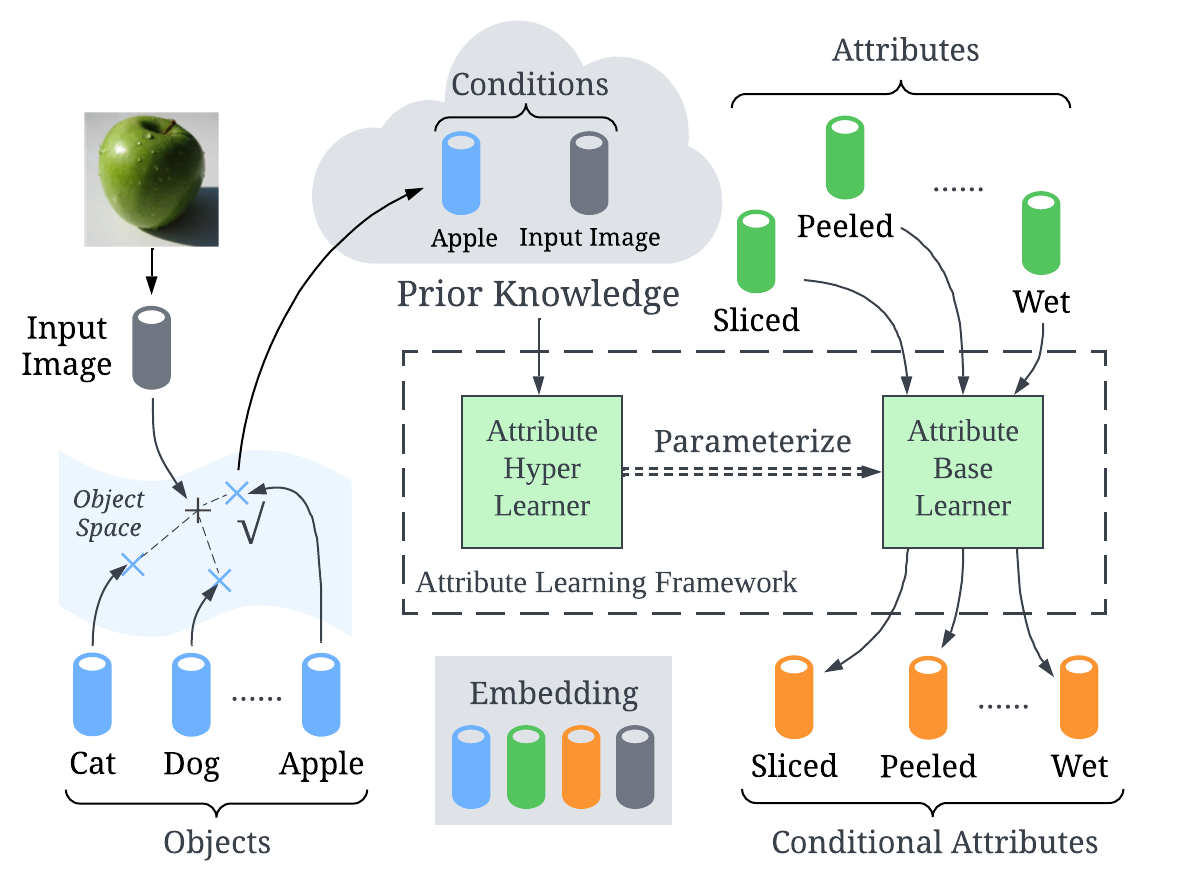 Conditions
Attributes
Apple
Input Image
Peeled
......
Sliced
Wet
Prior Knowledge
Input
Image
Attribute
Hyper
Learner
Parameterize
Attribute
Base
Learner
Attribute Learning Framework
Object
Space
√
Cat
Dog
......
Apple
Objects
Embedding
Sliced
Peeled
......
Wet
Conditional Attributes